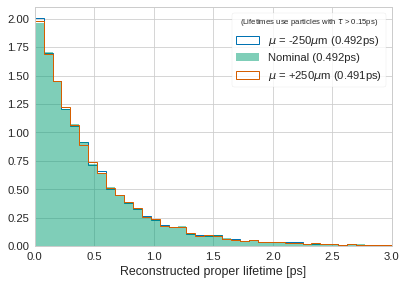 (Lifetimes use particles with τ > 0.15ps)
μ = -250μm (0.492ps)
Nominal (0.492ps)
μ = +250μm (0.491ps)
2.00
1.75
1.50
1.25
1.00
0.75
0.50
0.25
0.00
0.0 0.5 1.0 1.5 2.0 2.5 3.0
Reconstructed proper lifetime [ps]